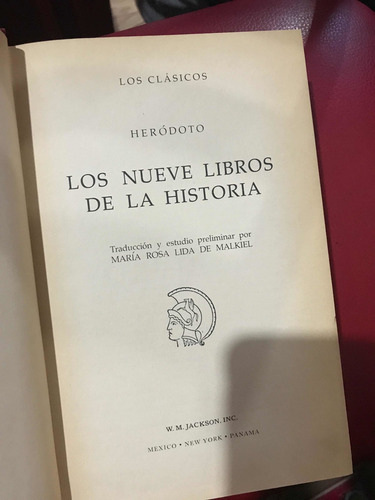 LOS CLÁSICOS
HERÓDOTO
LOS NUEVE LIBROS
DE LA HISTORIA
Traducción y estudio preliminar por
MARÍA ROSA LIDA DE MALKIEL
W. M. JACKSON, INC.
MEXICO • NEW YORK • PANAMA